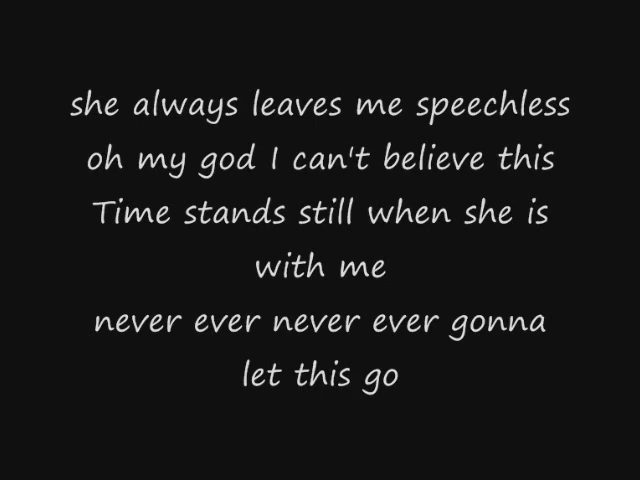 she always leaves me speechless
oh my god I can't believe this
Time stands still when she is
with me
never ever never ever gonna
let this go